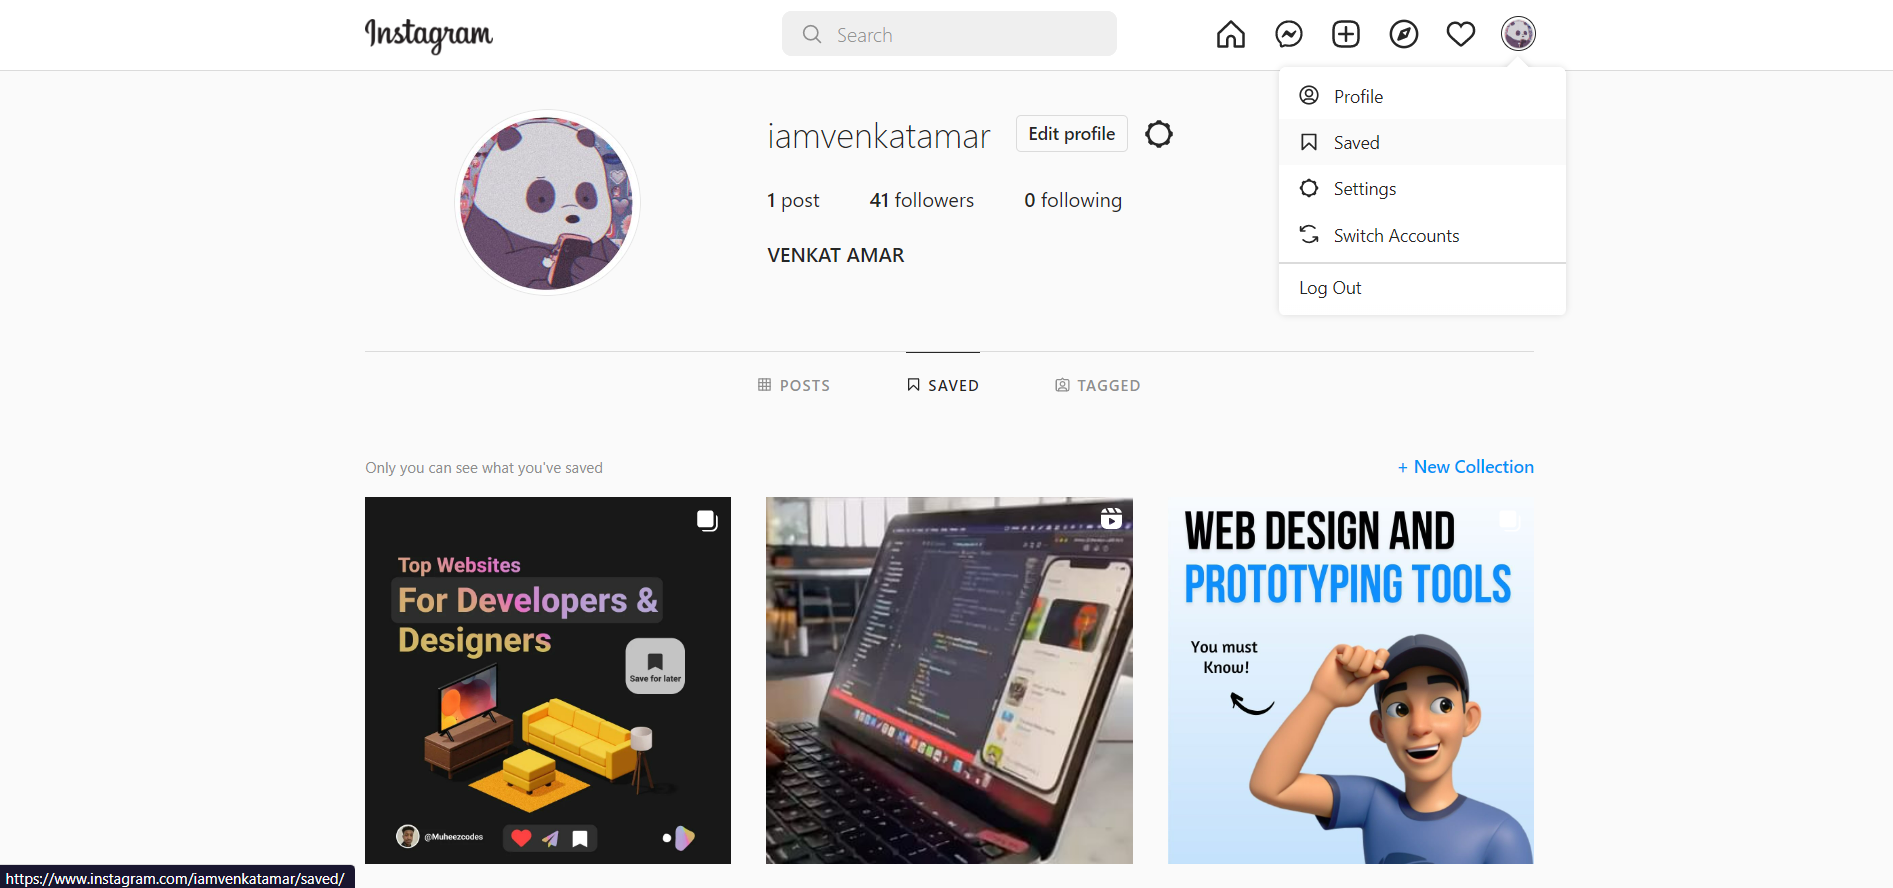 Instagram
Search
Profile
Saved
Settings
Switch Accounts
Log Out
iamvenkatamar
Edit profile
1 post
41 followers
0 following
VENKAT AMAR
POSTS
SAVED
TAGGED
Only you can see what you've saved
+ New Collection
Top Websites
For Developers &
Designers
Save for later
@Muheezcodes
WEB DESIGN AND
PROTOTYPING TOOLS
You must
Know!
https://www.instagram.com/iamvenkatamar/saved/